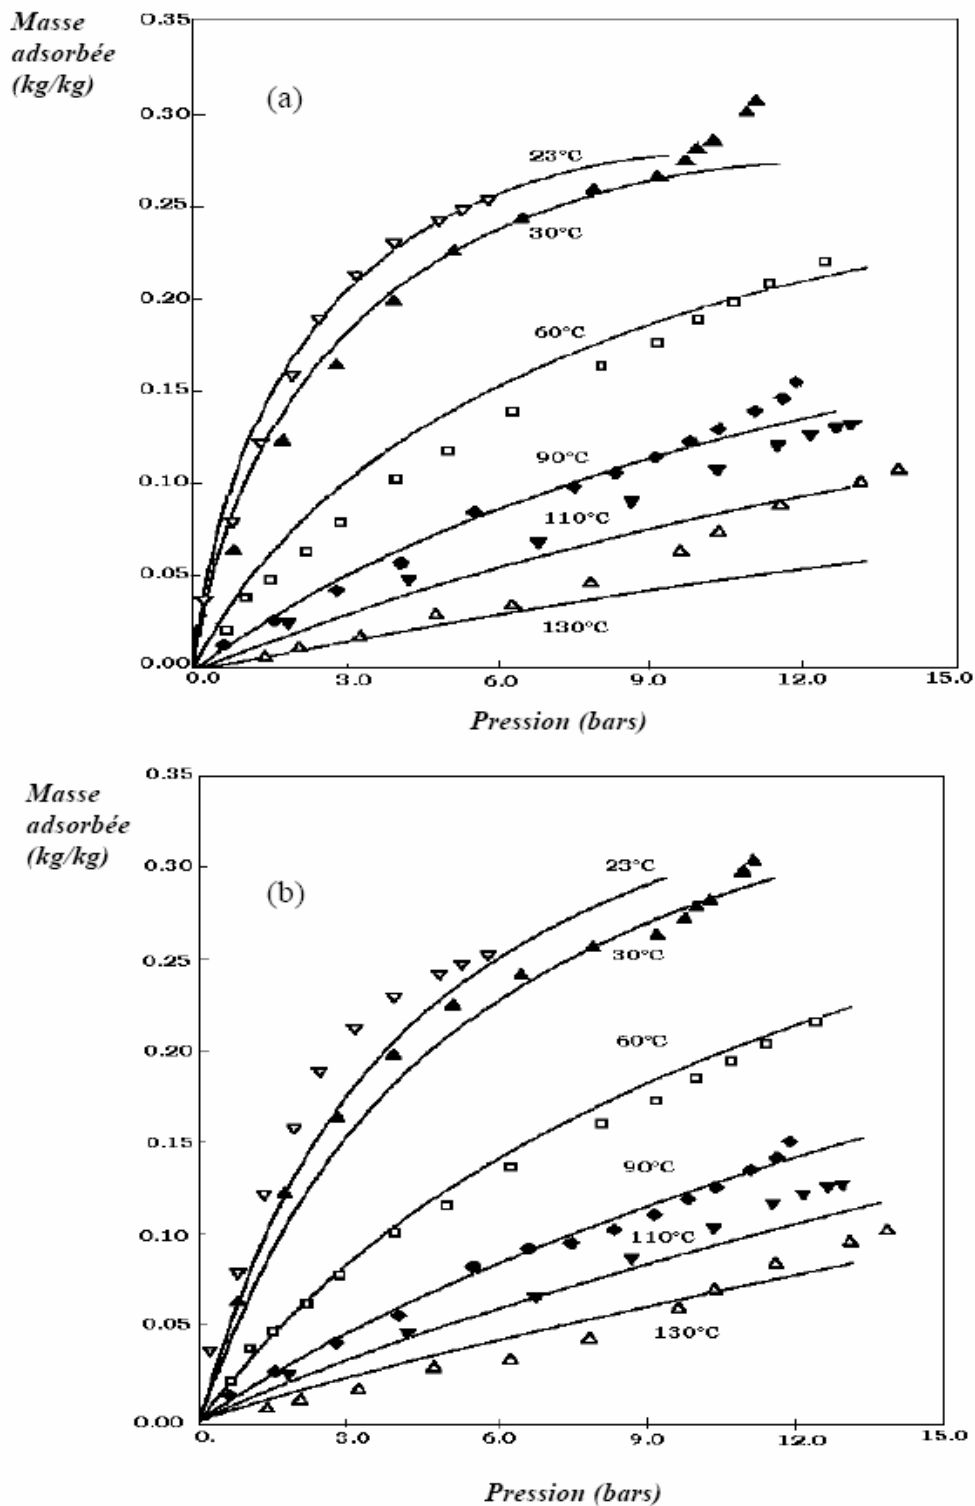 Masse
adsorbée
(kg/kg)
0.35
(a)
0.30
23°C
0.25
30°C
0.20
60°C
0.15
90°C
0.10
110°C
0.05
130°C
0.00
0.0 3.0 6.0 9.0 12.0 15.0
Pression (bars)
0.35
Masse
adsorbée
(kg/kg)
0.30
23°C
(b)
30°C
0.25
0.20
60°C
0.15
90°C
0.10
110°C
0.05
130°C
0.00
0. 3.0 6.0 9.0 12.0 15.0
Pression (bars)